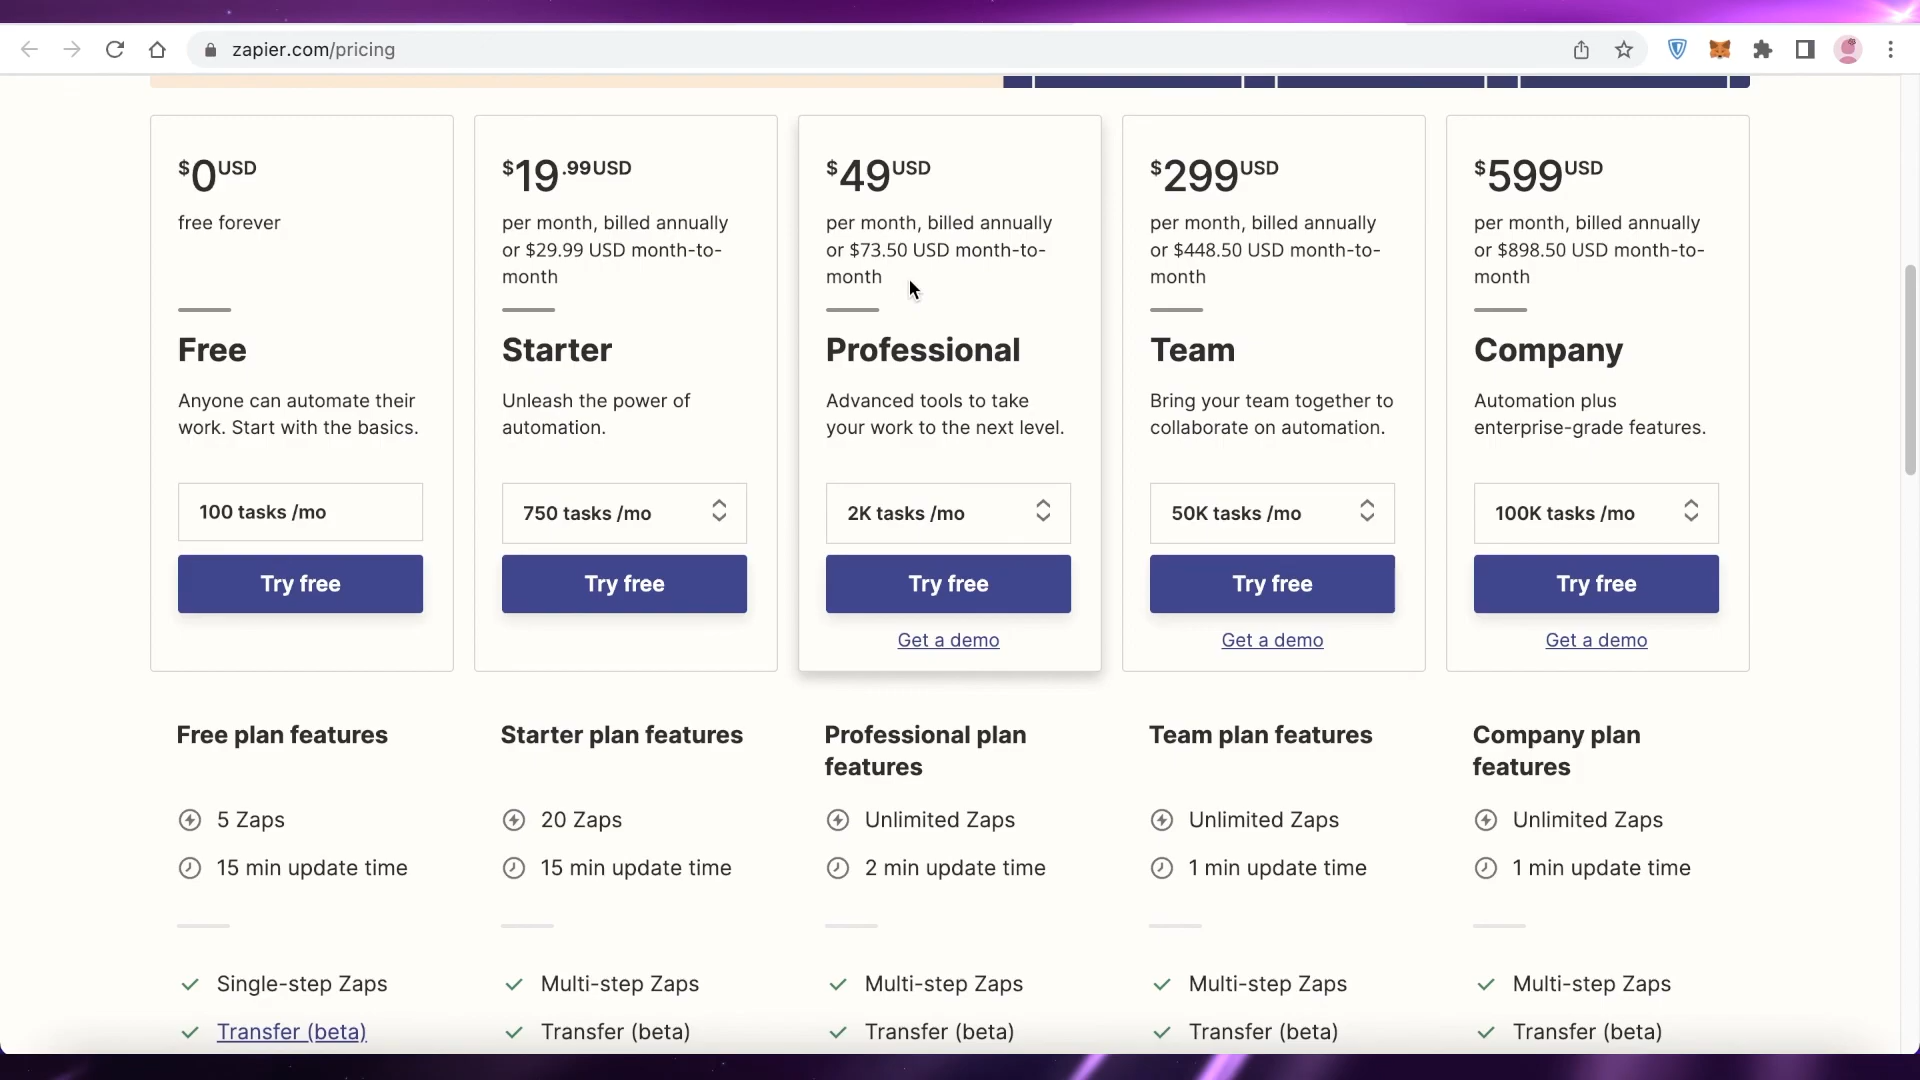 zapier.com/pricing
$0USD
free forever
Free
Anyone can automate their
work. Start with the basics.
100 tasks /mo
Try free
$19.99USD
per month, billed annually
or $29.99 USD month-to-
month
Starter
Unleash the power of
automation.
750 tasks /mo
Try free
$49USD
per month, billed annually
or $73.50 USD month-to-
month
Professional
Advanced tools to take
your work to the next level.
2K tasks /mo
Try free
Get a demo
$299USD
per month, billed annually
or $448.50 USD month-to-
month
Team
Bring your team together to
collaborate on automation.
50K tasks /mo
Try free
Get a demo
$599USD
per month, billed annually
or $898.50 USD month-to-
month
Company
Automation plus
enterprise-grade features.
100K tasks /mo
Try free
Get a demo
Free plan features
5 Zaps
15 min update time
Single-step Zaps
Transfer (beta)
Starter plan features
20 Zaps
15 min update time
Multi-step Zaps
Transfer (beta)
Professional plan
features
Unlimited Zaps
2 min update time
Multi-step Zaps
Transfer (beta)
Team plan features
Unlimited Zaps
1 min update time
Multi-step Zaps
Transfer (beta)
Company plan
features
Unlimited Zaps
1 min update time
Multi-step Zaps
Transfer (beta)